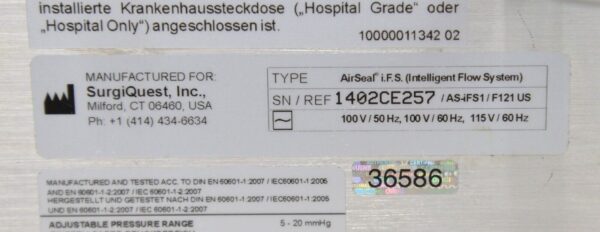 installierte Krankenhaussteckdose („Hospital Grade“ oder
„Hospital Only“) angeschlossen ist.
10000011342 02
MANUFACTURED FOR:
SurgiQuest, Inc.,
Milford, CT 06460, USA
Ph: +1 (414) 434-6634
TYPE AirSeal® i.F.S. (Intelligent Flow System)
SN / REF 1402CE257 / AS-iFS1 / F121 US
100 V / 50 Hz, 100 V / 60 Hz, 115 V / 60 Hz
36586
MANUFACTURED AND TESTED ACC. TO DIN EN 60601-1:2007 / IEC60601-1:2005
AND EN 60601-1-2:2007 / IEC 60601-1-2:2007
HERGESTELLT UND GETESTET NACH DIN EN 60601-1:2007 / IEC60601-1:2005
UND EN 60601-1-2:2007 / IEC 60601-1-2:2007
ADJUSTABLE PRESSURE RANGE 5 - 20 mmHg